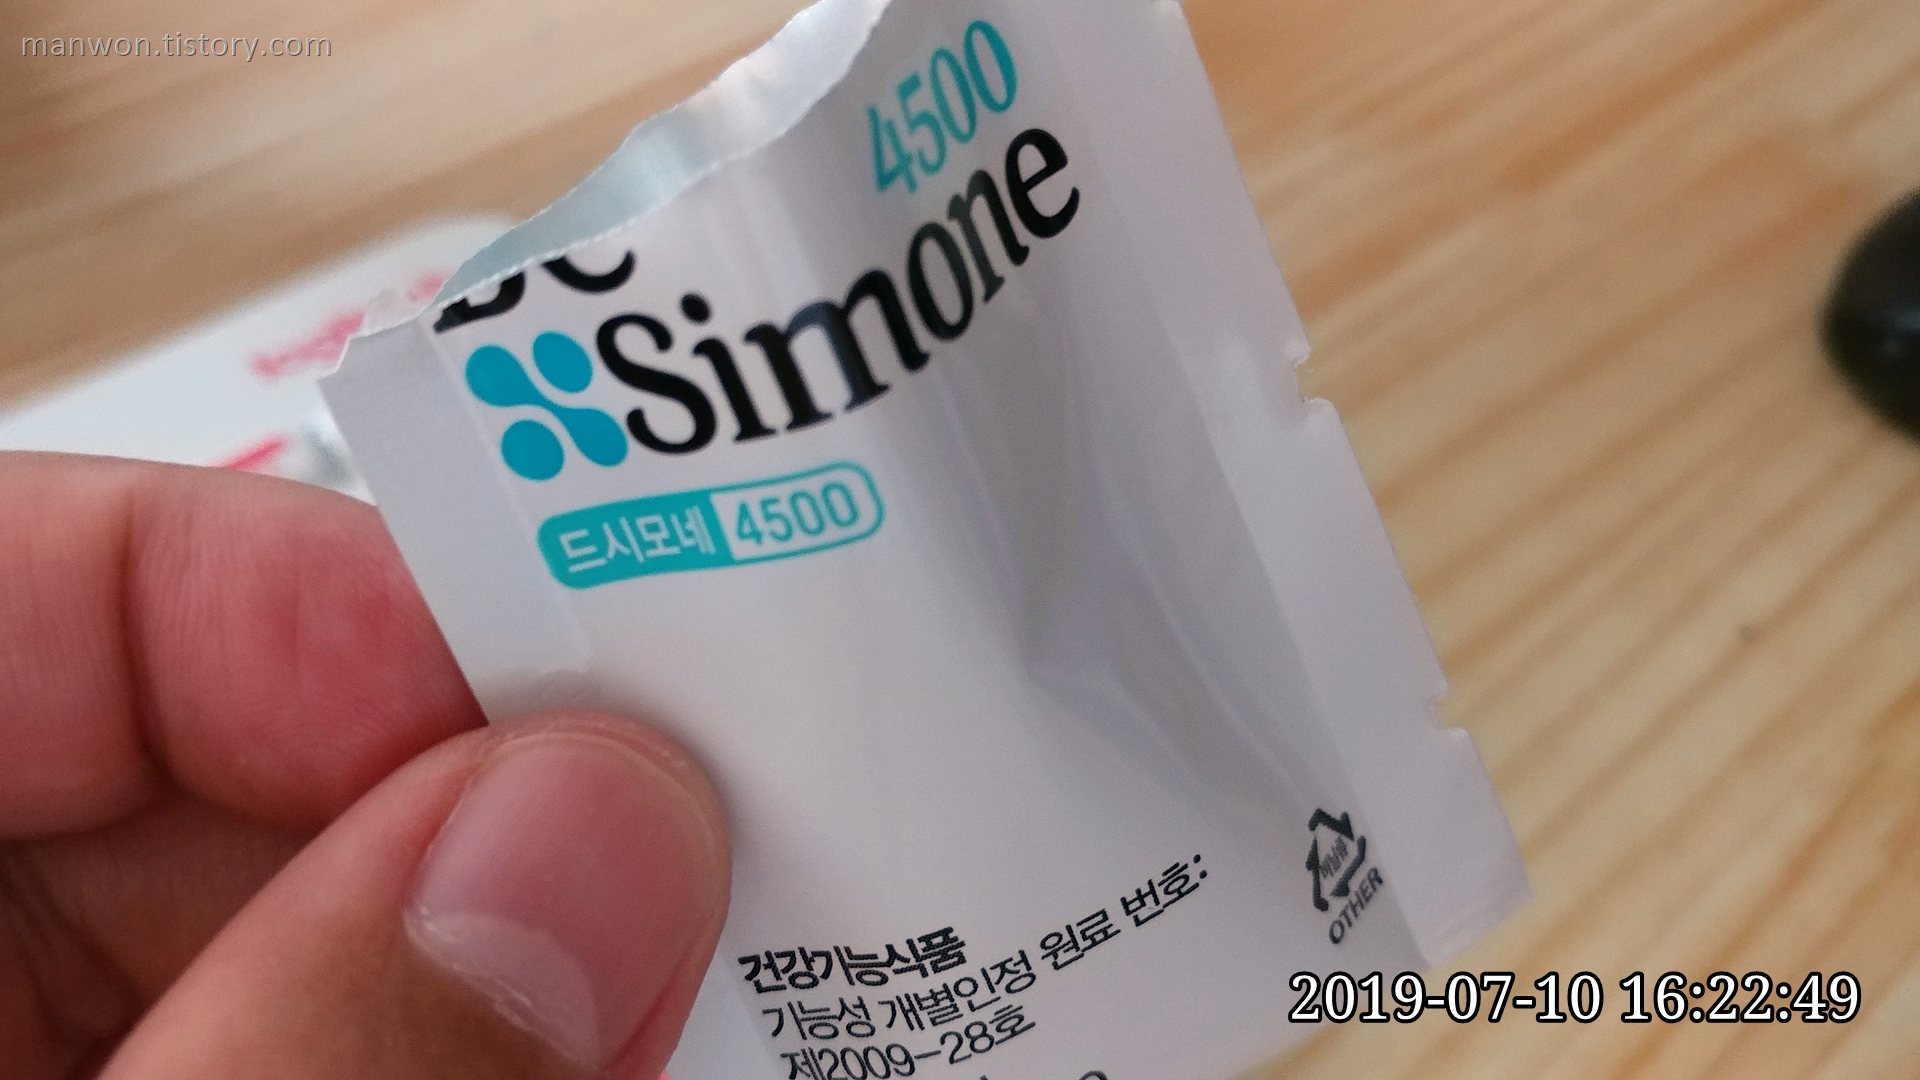 manwon.tistory.com
4500
Simone
드시모네 4500
건강기능식품
기능성 개별인정 원료 번호:
제2009-28호
OTHER
2019-07-10 16:22:49